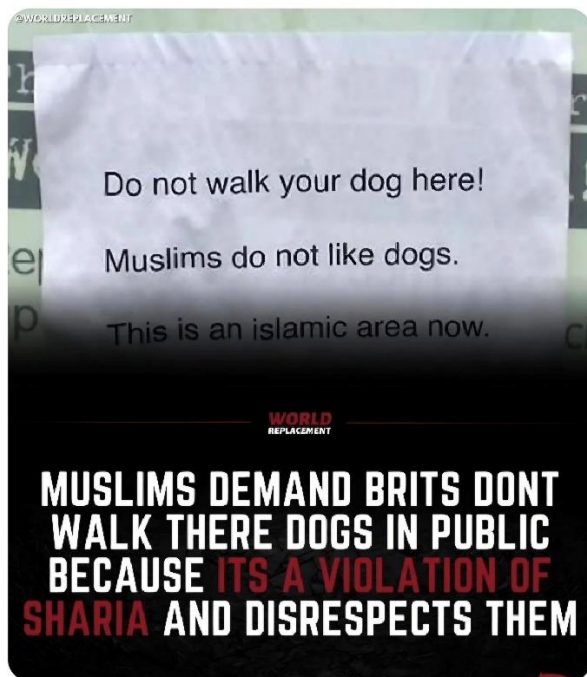 @WORLDREPLACEMENT
Do not walk your dog here!
Muslims do not like dogs.
This is an islamic area now.
WORLD
REPLACEMENT
MUSLIMS DEMAND BRITS DONT
WALK THERE DOGS IN PUBLIC
BECAUSE ITS A VIOLATION OF
SHARIA AND DISRESPECTS THEM